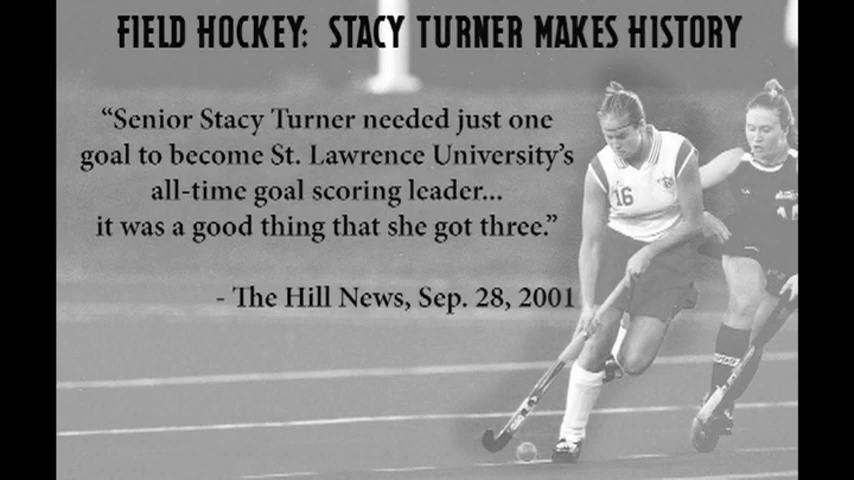 FIELD HOCKEY: STACY TURNER MAKES HISTORY
“Senior Stacy Turner needed just one
goal to become St. Lawrence University’s
all-time goal scoring leader...
it was a good thing that she got three.”
- The Hill News, Sep. 28, 2001
16